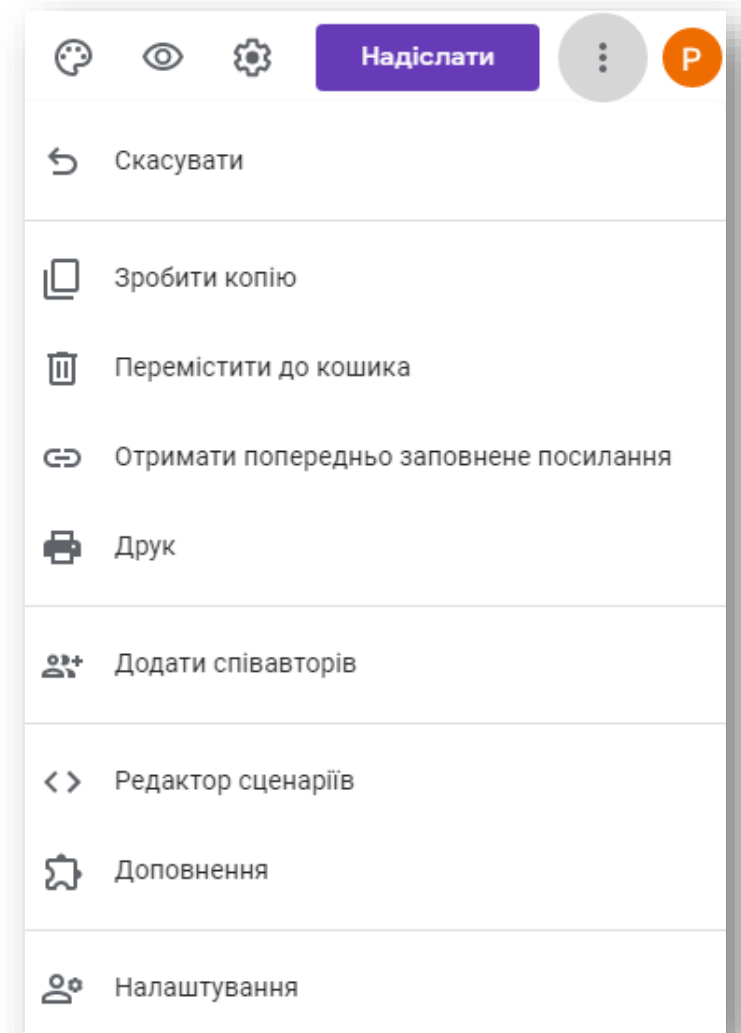 Надіслати
P
Скасувати
Зробити копію
Перемістити до кошика
Отримати попередньо заповнене посилання
Друк
Додати співавторів
Редактор сценаріїв
Доповнення
Налаштування